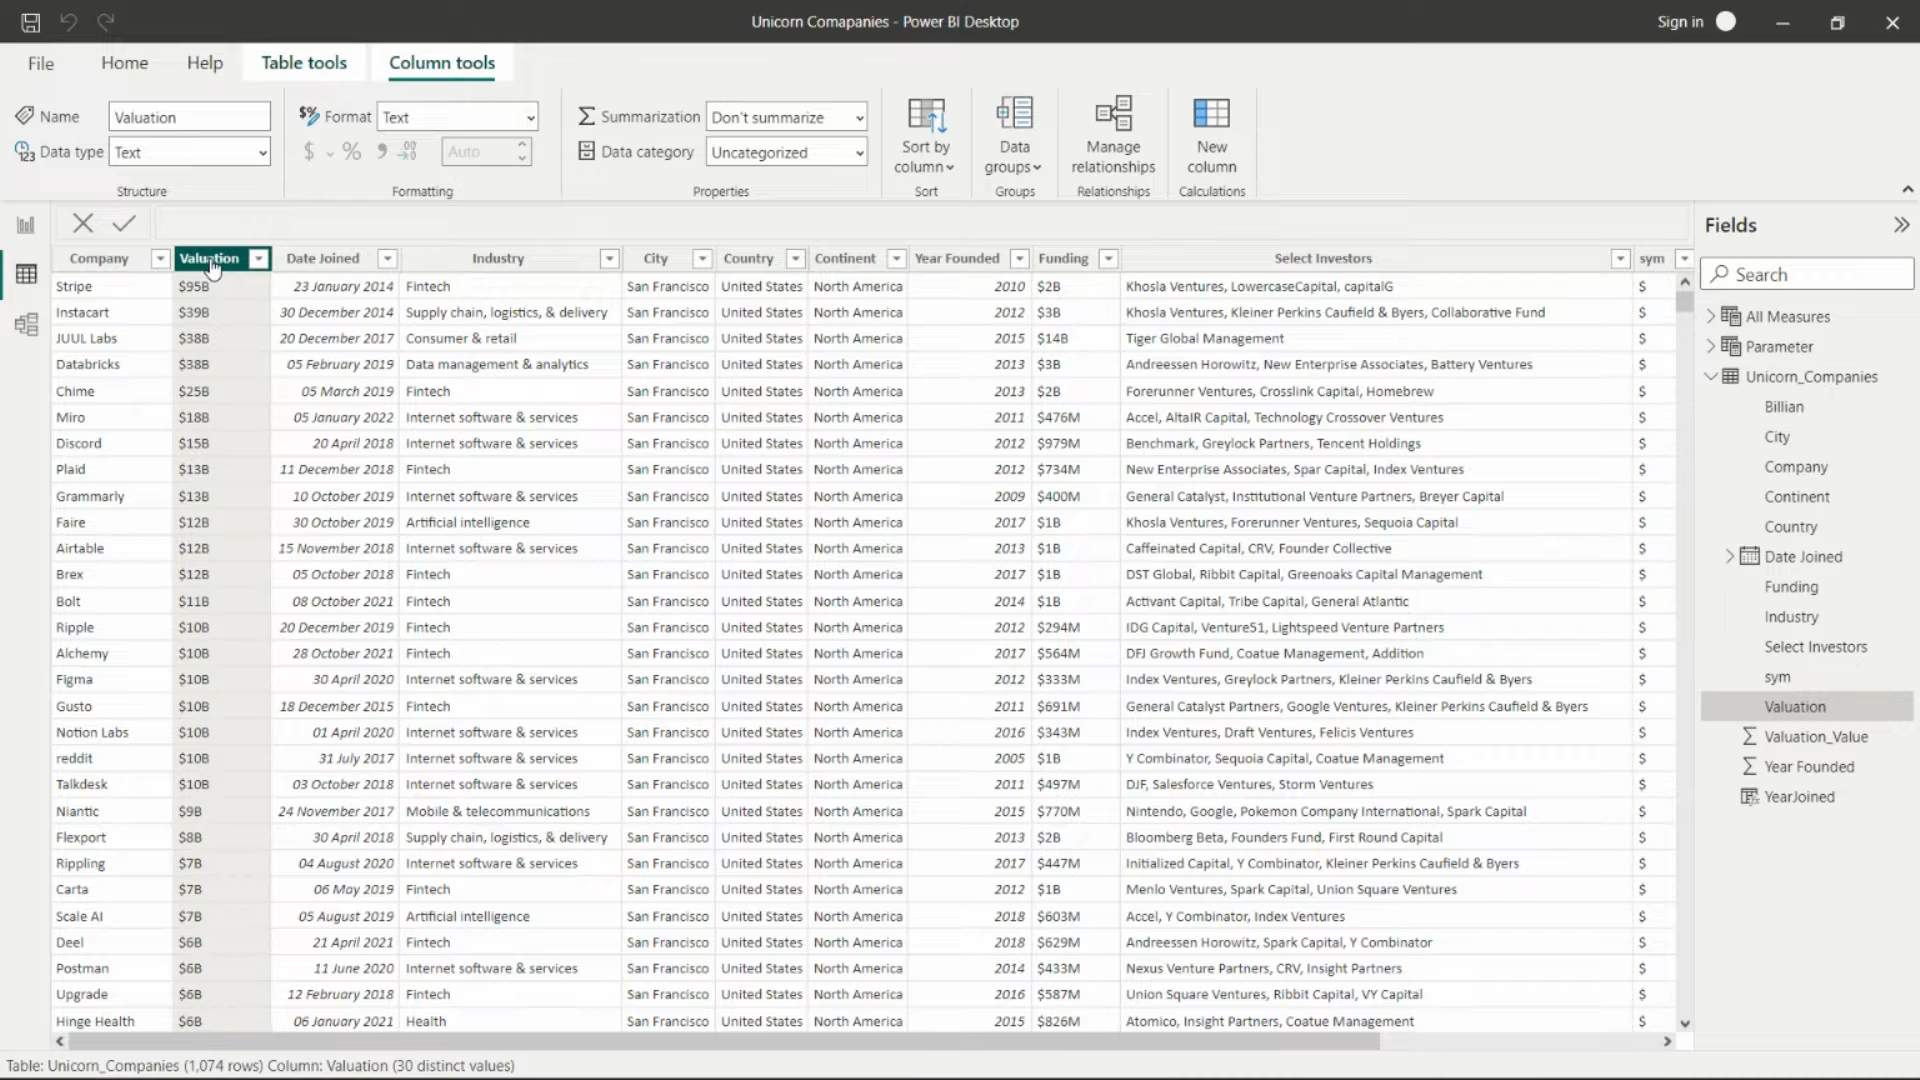 Unicorn Comapanies - Power BI Desktop
Sign in
File Home Help Table tools Column tools
Name Valuation
Data type Text
Structure
Format Text
$ % Auto
Formatting
Summarization Don't summarize
Data category Uncategorized
Properties
Sort by column
Sort
Data groups
Groups
Manage relationships
Relationships
New column
Calculations
Company Valuation Date Joined Industry City Country Continent Year Founded Funding Select Investors sym
Stripe $95B 23 January 2014 Fintech San Francisco United States North America 2010 $2B Khosla Ventures, LowercaseCapital, capitalG $
Instacart $39B 30 December 2014 Supply chain, logistics, & delivery San Francisco United States North America 2012 $3B Khosla Ventures, Kleiner Perkins Caufield & Byers, Collaborative Fund $
JUUL Labs $38B 20 December 2017 Consumer & retail San Francisco United States North America 2015 $14B Tiger Global Management $
Databricks $38B 05 February 2019 Data management & analytics San Francisco United States North America 2013 $3B Andreessen Horowitz, New Enterprise Associates, Battery Ventures $
Chime $25B 05 March 2019 Fintech San Francisco United States North America 2013 $2B Forerunner Ventures, Crosslink Capital, Homebrew $
Miro $18B 05 January 2022 Internet software & services San Francisco United States North America 2011 $476M Accel, AltaIR Capital, Technology Crossover Ventures $
Discord $15B 20 April 2018 Internet software & services San Francisco United States North America 2012 $979M Benchmark, Greylock Partners, Tencent Holdings $
Plaid $13B 11 December 2018 Fintech San Francisco United States North America 2012 $734M New Enterprise Associates, Spar Capital, Index Ventures $
Grammarly $13B 10 October 2019 Internet software & services San Francisco United States North America 2009 $400M General Catalyst, Institutional Venture Partners, Breyer Capital $
Faire $12B 30 October 2019 Artificial intelligence San Francisco United States North America 2017 $1B Khosla Ventures, Forerunner Ventures, Sequoia Capital $
Airtable $12B 15 November 2018 Internet software & services San Francisco United States North America 2013 $1B Caffeinated Capital, CRV, Founder Collective $
Brex $12B 05 October 2018 Fintech San Francisco United States North America 2017 $1B DST Global, Ribbit Capital, Greenoaks Capital Management $
Bolt $11B 08 October 2021 Fintech San Francisco United States North America 2014 $1B Activant Capital, Tribe Capital, General Atlantic $
Ripple $10B 20 December 2019 Fintech San Francisco United States North America 2012 $294M IDG Capital, Venture51, Lightspeed Venture Partners $
Alchemy $10B 28 October 2021 Fintech San Francisco United States North America 2017 $564M DFJ Growth Fund, Coatue Management, Addition $
Figma $10B 30 April 2020 Internet software & services San Francisco United States North America 2012 $333M Index Ventures, Greylock Partners, Kleiner Perkins Caufield & Byers $
Gusto $10B 18 December 2015 Fintech San Francisco United States North America 2011 $691M General Catalyst Partners, Google Ventures, Kleiner Perkins Caufield & Byers $
Notion Labs $10B 01 April 2020 Internet software & services San Francisco United States North America 2016 $343M Index Ventures, Draft Ventures, Felicis Ventures $
reddit $10B 31 July 2017 Internet software & services San Francisco United States North America 2005 $1B Y Combinator, Sequoia Capital, Coatue Management $
Talkdesk $10B 03 October 2018 Internet software & services San Francisco United States North America 2011 $497M DJF, Salesforce Ventures, Storm Ventures $
Niantic $9B 24 November 2017 Mobile & telecommunications San Francisco United States North America 2015 $770M Nintendo, Google, Pokemon Company International, Spark Capital $
Flexport $8B 30 April 2018 Supply chain, logistics, & delivery San Francisco United States North America 2013 $2B Bloomberg Beta, Founders Fund, First Round Capital $
Rippling $7B 04 August 2020 Internet software & services San Francisco United States North America 2017 $447M Initialized Capital, Y Combinator, Kleiner Perkins Caufield & Byers $
Carta $7B 06 May 2019 Fintech San Francisco United States North America 2012 $1B Menlo Ventures, Spark Capital, Union Square Ventures $
Scale AI $7B 05 August 2019 Artificial intelligence San Francisco United States North America 2018 $603M Accel, Y Combinator, Index Ventures $
Deel $6B 21 April 2021 Fintech San Francisco United States North America 2018 $629M Andreessen Horowitz, Spark Capital, Y Combinator $
Postman $6B 11 June 2020 Internet software & services San Francisco United States North America 2014 $433M Nexus Venture Partners, CRV, Insight Partners $
Upgrade $6B 12 February 2018 Fintech San Francisco United States North America 2016 $587M Union Square Ventures, Ribbit Capital, VY Capital $
Hinge Health $6B 06 January 2021 Health San Francisco United States North America 2015 $826M Atomico, Insight Partners, Coatue Management $
Fields
Search
All Measures
Parameter
Unicorn_Companies
Billian
City
Company
Continent
Country
Date Joined
Funding
Industry
Select Investors
sym
Valuation
Valuation_Value
Year Founded
YearJoined
Table: Unicorn_Companies (1,074 rows) Column: Valuation (30 distinct values)